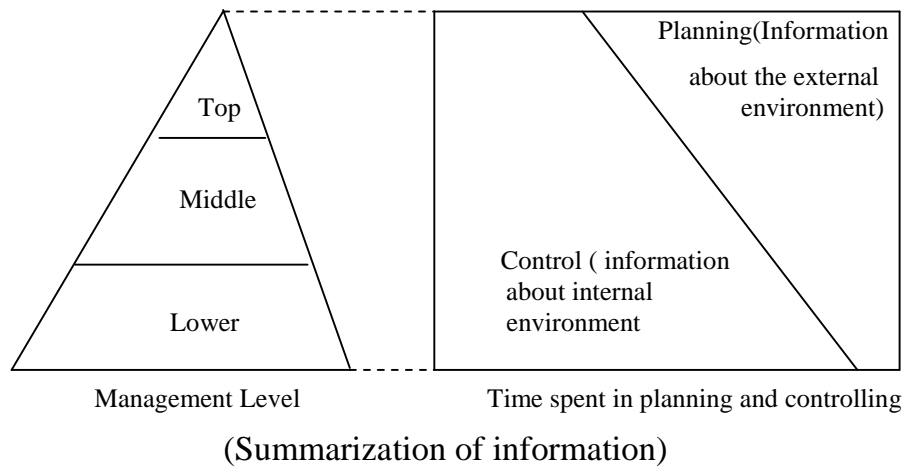 Top
Middle
Lower
Management Level
Planning(Information
about the external
environment)
Control ( information
about internal
environment
Time spent in planning and controlling
(Summarization of information)